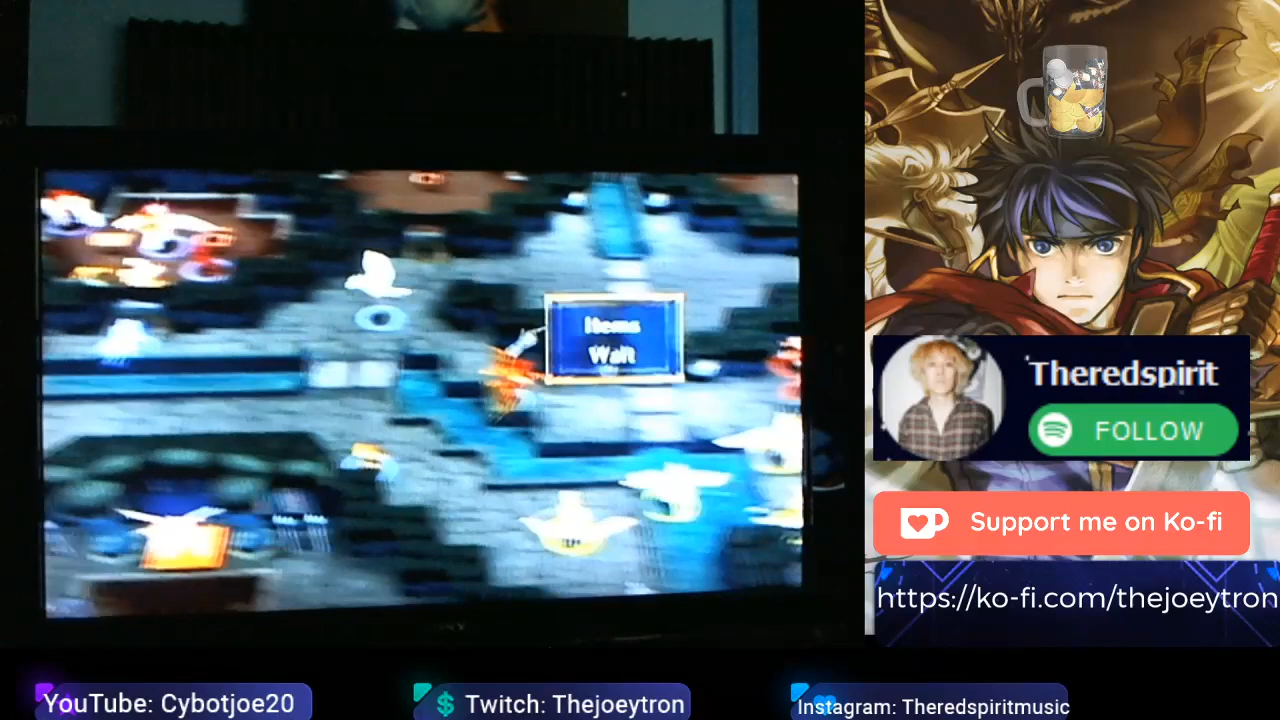 Items
Wait
Theredspirit
FOLLOW
Support me on Ko-fi
https://ko-fi.com/thejoeytron
YouTube: Cybotjoe20
Twitch: Thejoeytron
Instagram: Theredspiritmusic